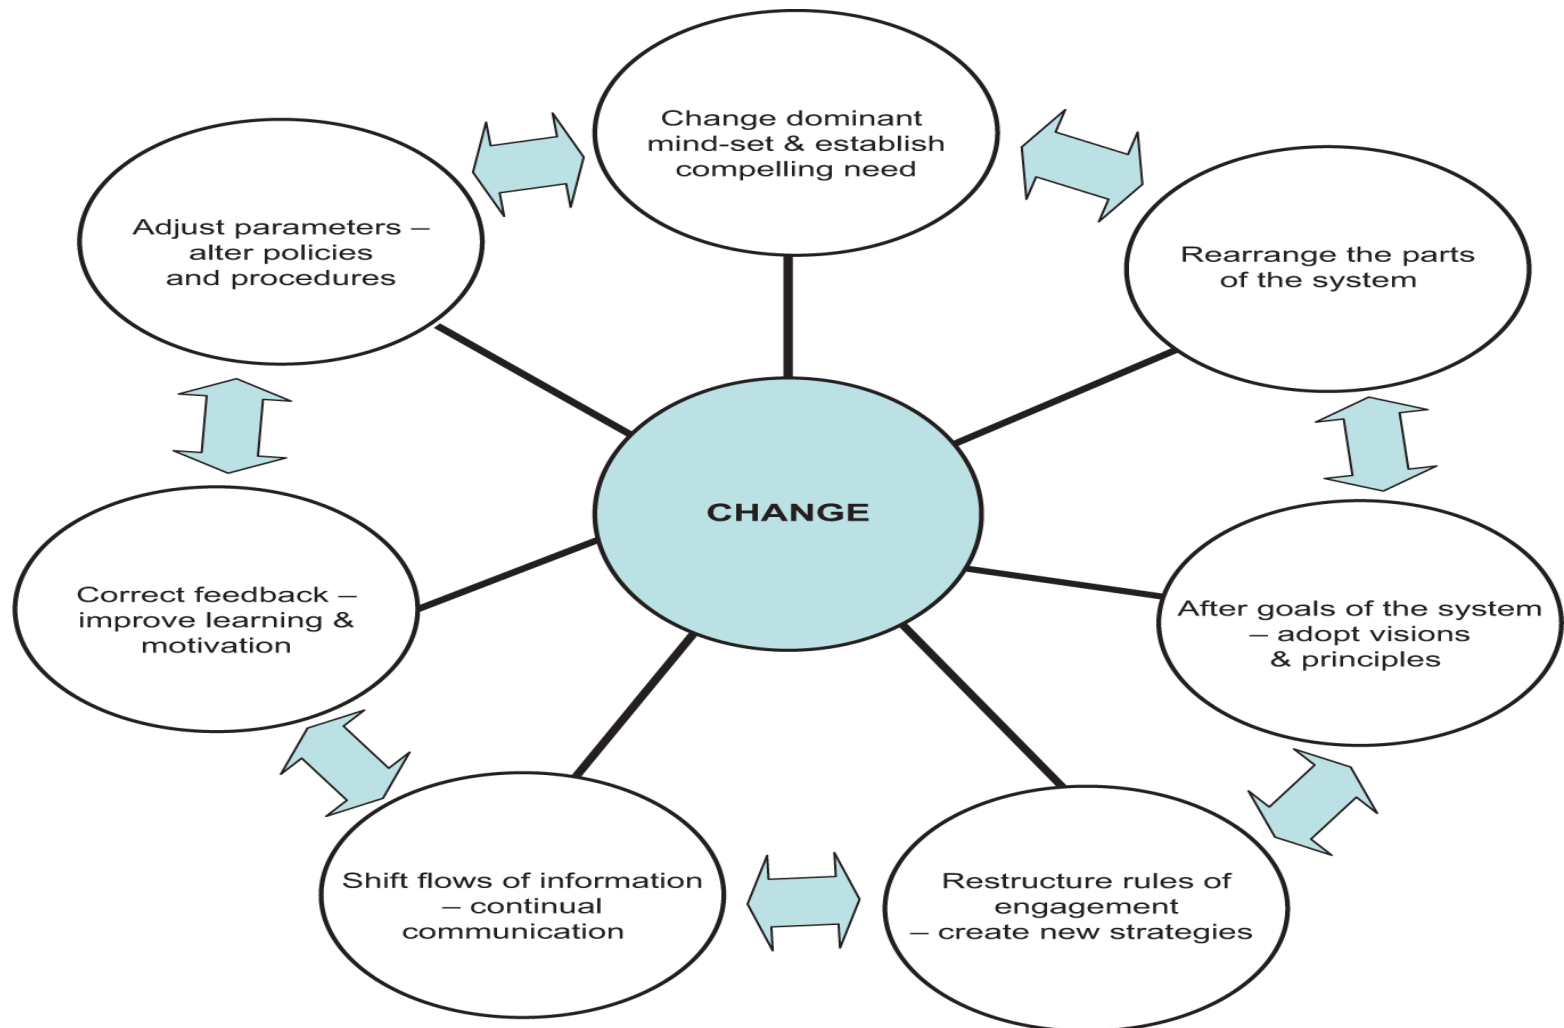 Change dominant
mind-set & establish
compelling need
Adjust parameters –
alter policies
and procedures
Rearrange the parts
of the system
CHANGE
Correct feedback –
improve learning &
motivation
After goals of the system
– adopt visions
& principles
Shift flows of information
– continual
communication
Restructure rules of
engagement
– create new strategies